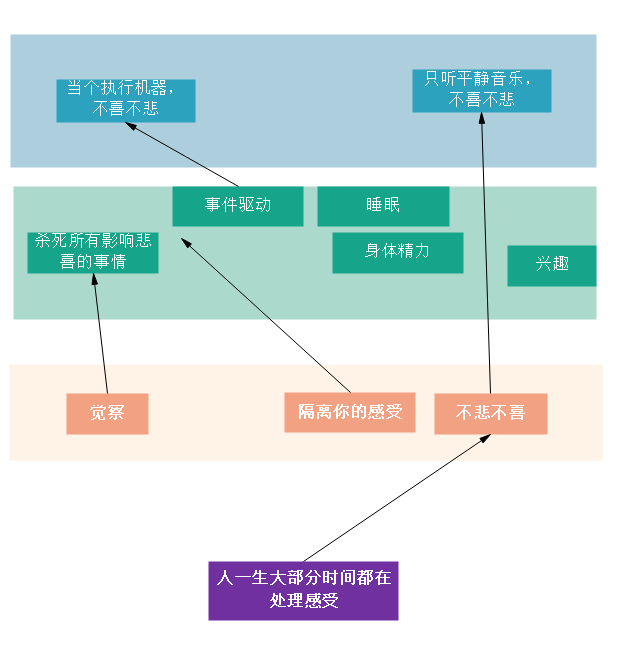 当个执行机器，
不喜不悲
只听平静音乐，
不喜不悲
事件驱动
睡眠
杀死所有影响悲
喜的事情
身体精力
兴趣
觉察
隔离你的感受
不悲不喜
人一生大部分时间都在
处理感受